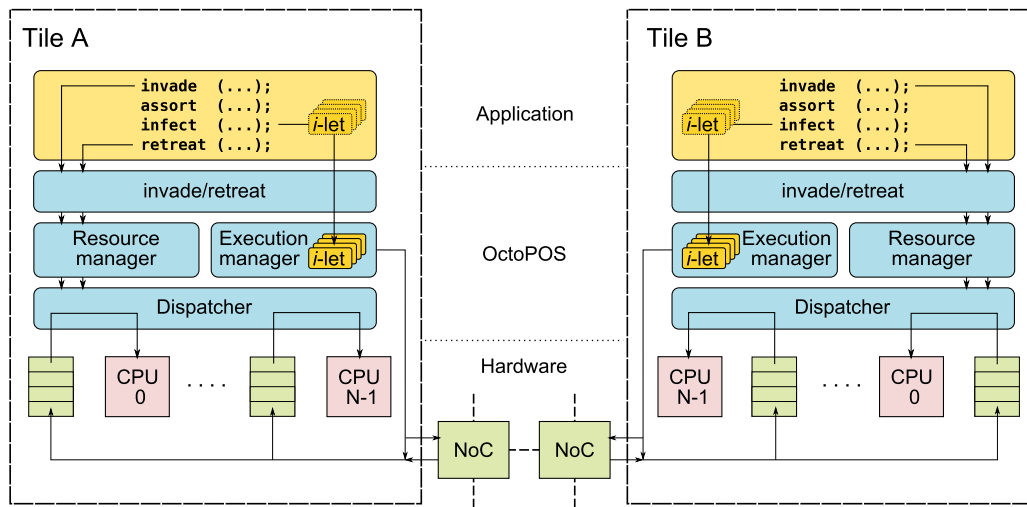 Tile A
invade (...);
assort (...);
infect (...);
retreat (...);
i-let
invade/retreat
Resource
manager
Execution
manager
i-let
Dispatcher
CPU
0
. . . .
CPU
N-1
Application
OctoPOS
Hardware
NoC
NoC
Tile B
invade (...);
assort (...);
infect (...);
retreat (...);
i-let
invade/retreat
Execution
manager
i-let
Resource
manager
Dispatcher
CPU
N-1
. . . .
CPU
0